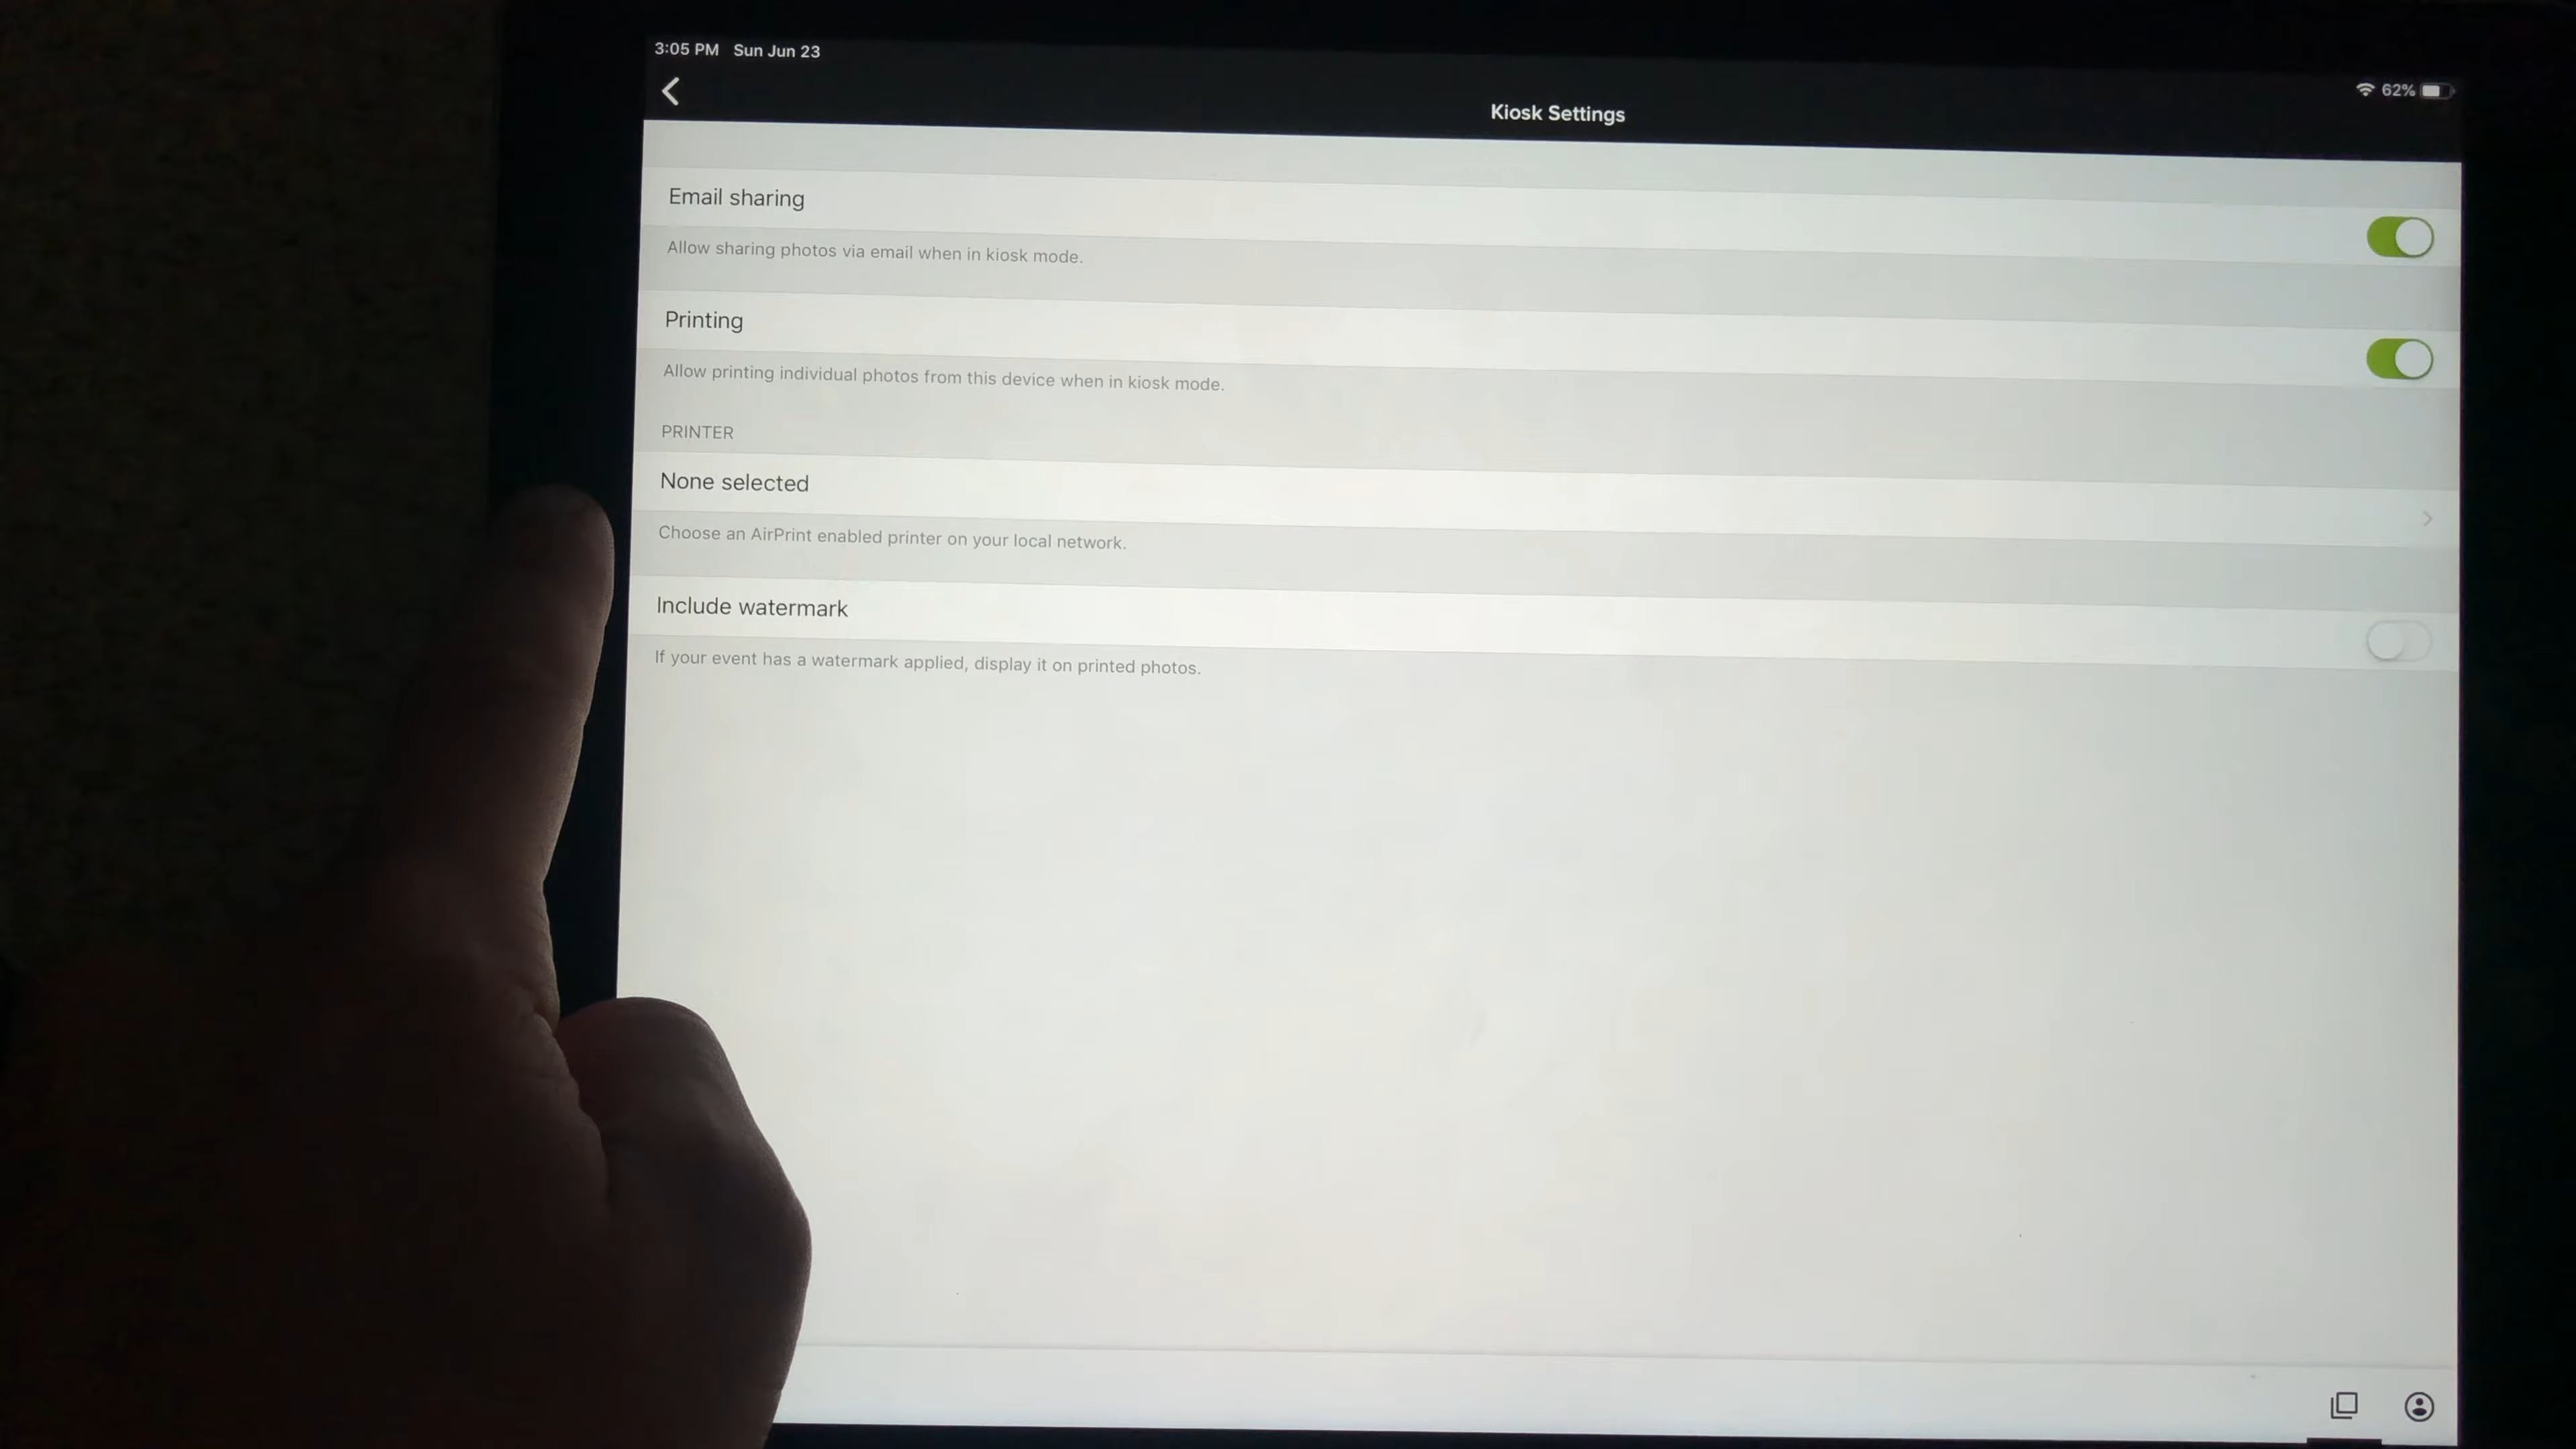 3:05 PM Sun Jun 23
62%
Kiosk Settings
Email sharing
Allow sharing photos via email when in kiosk mode.
Printing
Allow printing individual photos from this device when in kiosk mode.
PRINTER
None selected
Choose an AirPrint enabled printer on your local network.
Include watermark
If your event has a watermark applied, display it on printed photos.